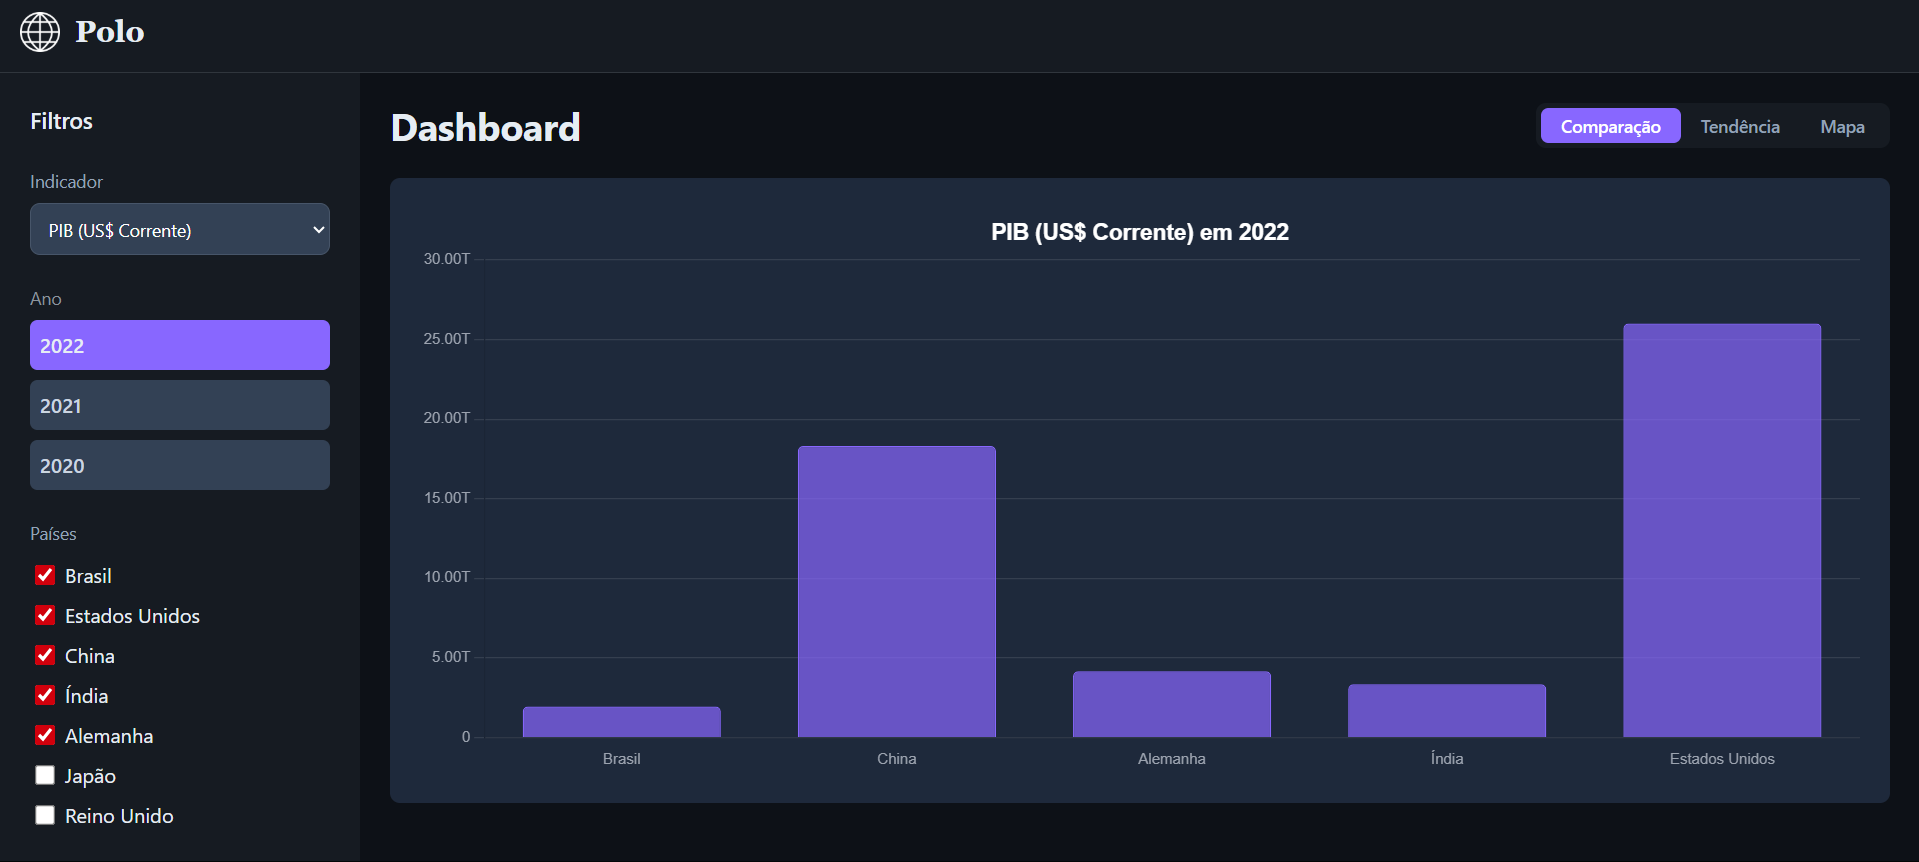 Polo
Filtros
Indicador
PIB (US$ Corrente)
Ano
2022
2021
2020
Países
Brasil
Estados Unidos
China
Índia
Alemanha
Japão
Reino Unido
Dashboard
Comparação Tendência Mapa
PIB (US$ Corrente) em 2022
30.00T
25.00T
20.00T
15.00T
10.00T
5.00T
0
Brasil China Alemanha Índia Estados Unidos